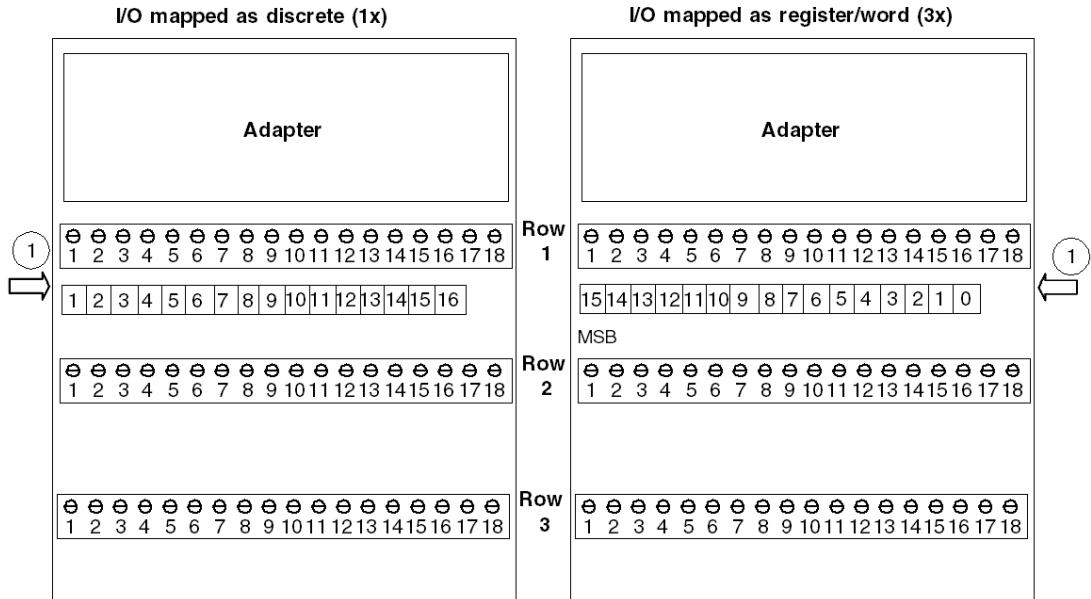 I/O mapped as discrete (1x)
I/O mapped as register/word (3x)
Adapter
Adapter
1
1 2 3 4 5 6 7 8 9 10 11 12 13 14 15 16 17 18
Row 1
1 2 3 4 5 6 7 8 9 10 11 12 13 14 15 16 17 18
1
1 2 3 4 5 6 7 8 9 10 11 12 13 14 15 16
15 14 13 12 11 10 9 8 7 6 5 4 3 2 1 0
MSB
1 2 3 4 5 6 7 8 9 10 11 12 13 14 15 16 17 18
Row 2
1 2 3 4 5 6 7 8 9 10 11 12 13 14 15 16 17 18
1 2 3 4 5 6 7 8 9 10 11 12 13 14 15 16 17 18
Row 3
1 2 3 4 5 6 7 8 9 10 11 12 13 14 15 16 17 18